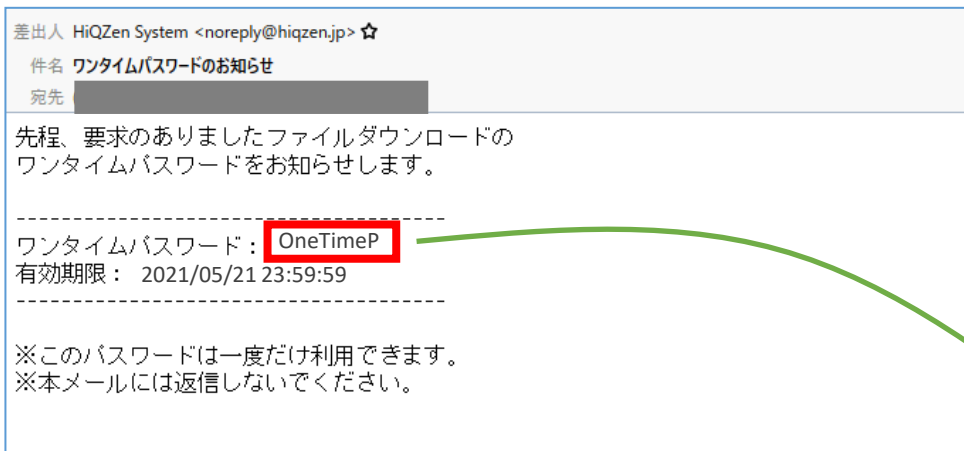 差出人 HiQZen System <noreply@hiqzen.jp> ☆
件名 ワンタイムパスワードのお知らせ
宛先
先程、要求のありましたファイルダウンロードの
ワンタイムパスワードをお知らせします。
--------------------------------------
ワンタイムパスワード： OneTimeP
有効期限： 2021/05/21 23:59:59
--------------------------------------
※このパスワードは一度だけ利用できます。
※本メールには返信しないでください。